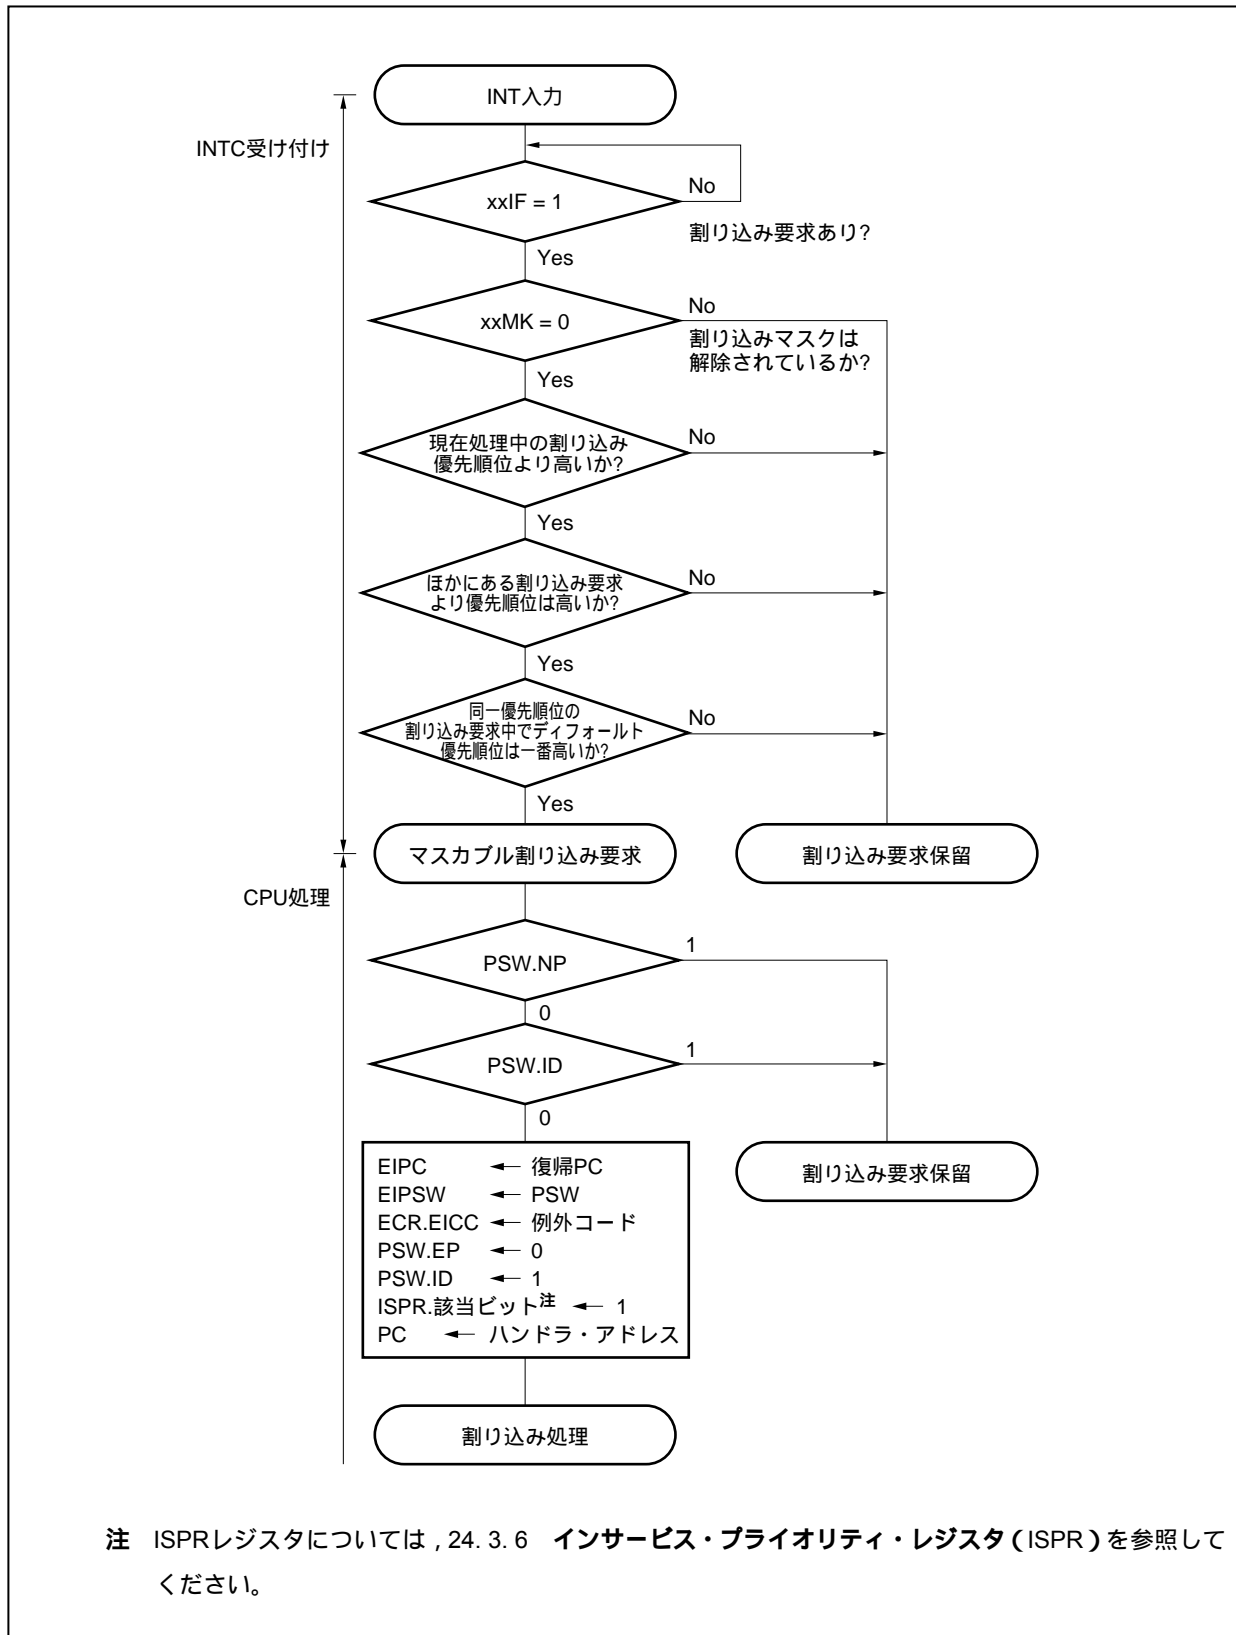 INT入力
INTC受け付け
No
xxIF = 1
割り込み要求あり?
Yes
No
xxMK = 0
割り込みマスクは
解除されているか?
Yes
No
現在処理中の割り込み
優先順位より高いか?
Yes
No
ほかにある割り込み要求
より優先順位は高いか?
Yes
同一優先順位の
No
割り込み要求中でディフォールト
優先順位は一番高いか?
Yes
マスカブル割り込み要求
割り込み要求保留
CPU処理
1
PSW.NP
0
1
PSW.ID
0
EIPC ← 復帰PC
EIPSW ← PSW
ECR.EICC ← 例外コード
PSW.EP ← 0
PSW.ID ← 1
ISPR.該当ビット注 ← 1
PC ← ハンドラ・アドレス
割り込み要求保留
割り込み処理
注 ISPRレジスタについては，24. 3. 6 インサービス・プライオリティ・レジスタ（ISPR）を参照して
ください。